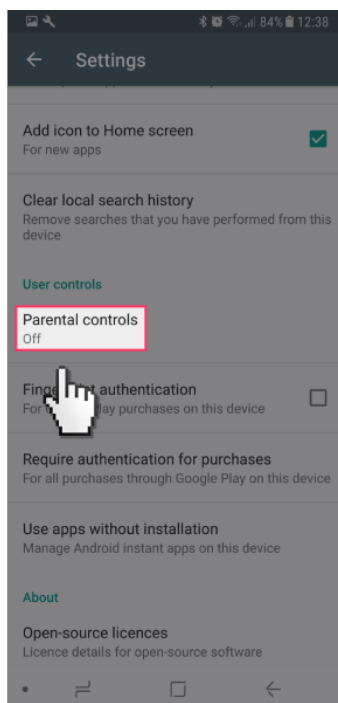 84% 12:38
Settings
Add icon to Home screen
For new apps
Clear local search history
Remove searches that you have performed from this
device
User controls
Parental controls
Off
authentication
For purchases on this device
Require authentication for purchases
For all purchases through Google Play on this device
Use apps without installation
Manage Android instant apps on this device
About
Open-source licences
Licence details for open-source software